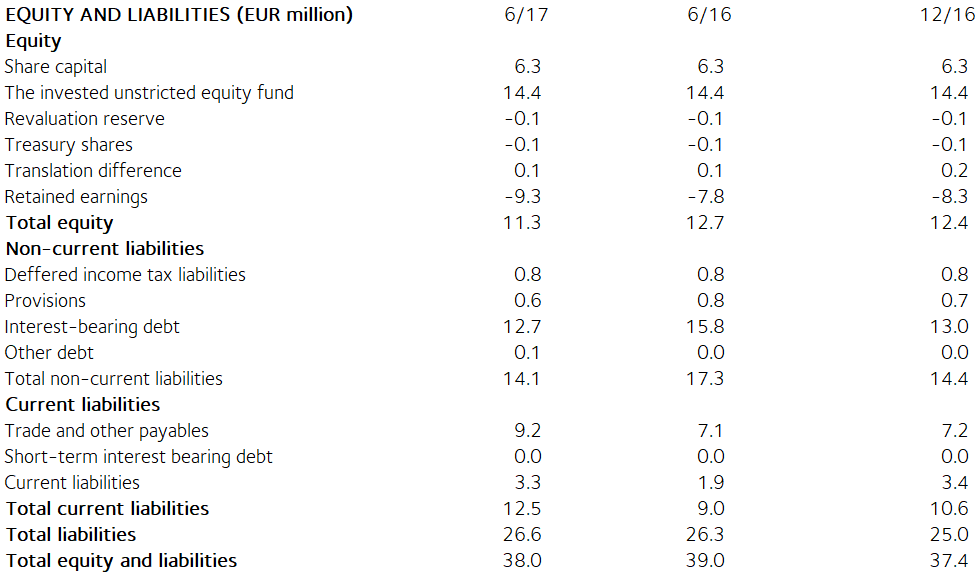 EQUITY AND LIABILITIES (EUR million) 6/17 6/16 12/16
Equity
Share capital 6.3 6.3 6.3
The invested unstricted equity fund 14.4 14.4 14.4
Revaluation reserve -0.1 -0.1 -0.1
Treasury shares -0.1 -0.1 -0.1
Translation difference 0.1 0.1 0.2
Retained earnings -9.3 -7.8 -8.3
Total equity 11.3 12.7 12.4
Non-current liabilities
Deffered income tax liabilities 0.8 0.8 0.8
Provisions 0.6 0.8 0.7
Interest-bearing debt 12.7 15.8 13.0
Other debt 0.1 0.0 0.0
Total non-current liabilities 14.1 17.3 14.4
Current liabilities
Trade and other payables 9.2 7.1 7.2
Short-term interest bearing debt 0.0 0.0 0.0
Current liabilities 3.3 1.9 3.4
Total current liabilities 12.5 9.0 10.6
Total liabilities 26.6 26.3 25.0
Total equity and liabilities 38.0 39.0 37.4